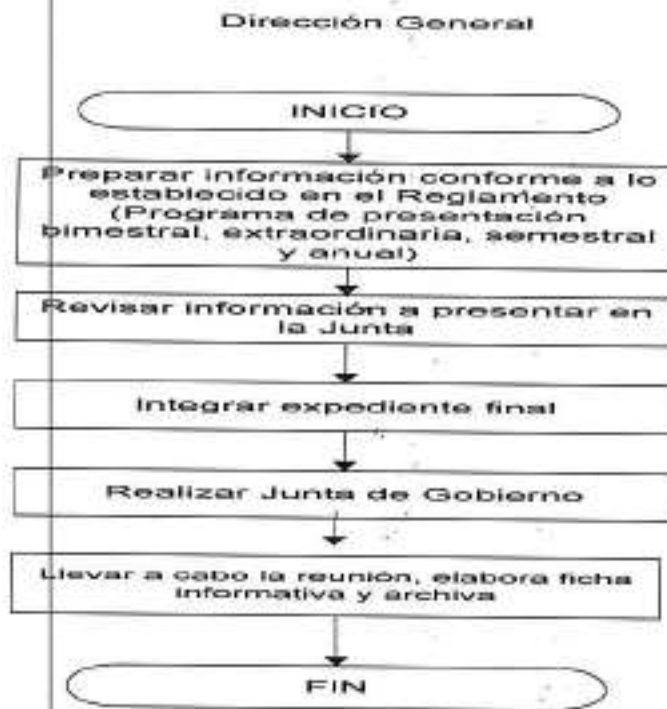 Dirección General
INICIO
Preparar información conforme a lo
establecido en el Reglamento
(Programa de presentación
bimestral, extraordinaria, semestral
y anual)
Revisar información a presentar en
la Junta
Integrar expediente final
Realizar Junta de Gobierno
Llevar a cabo la reunión, elabora ficha
informativa y archiva
FIN